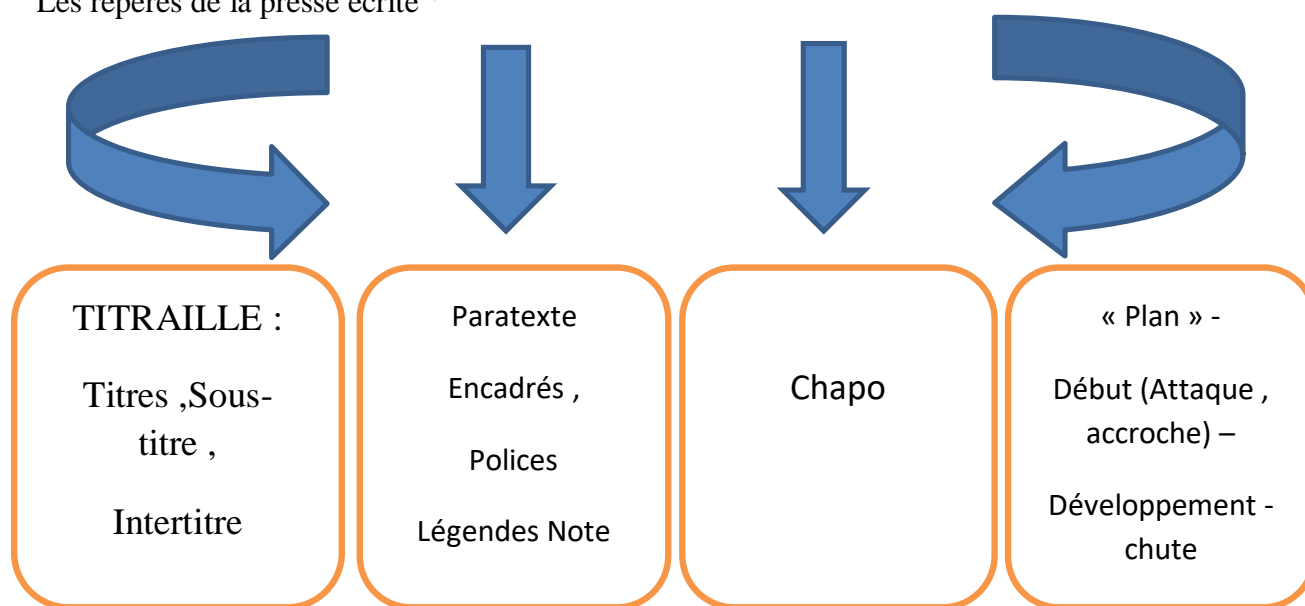 Les repères de la presse écrite
TITRAILLE :
Titres ,Sous-
titre ,
Intertitre
Paratexte
Encadrés ,
Polices
Légendes Note
Chapo
« Plan » -
Début (Attaque ,
accroche) –
Développement -
chute